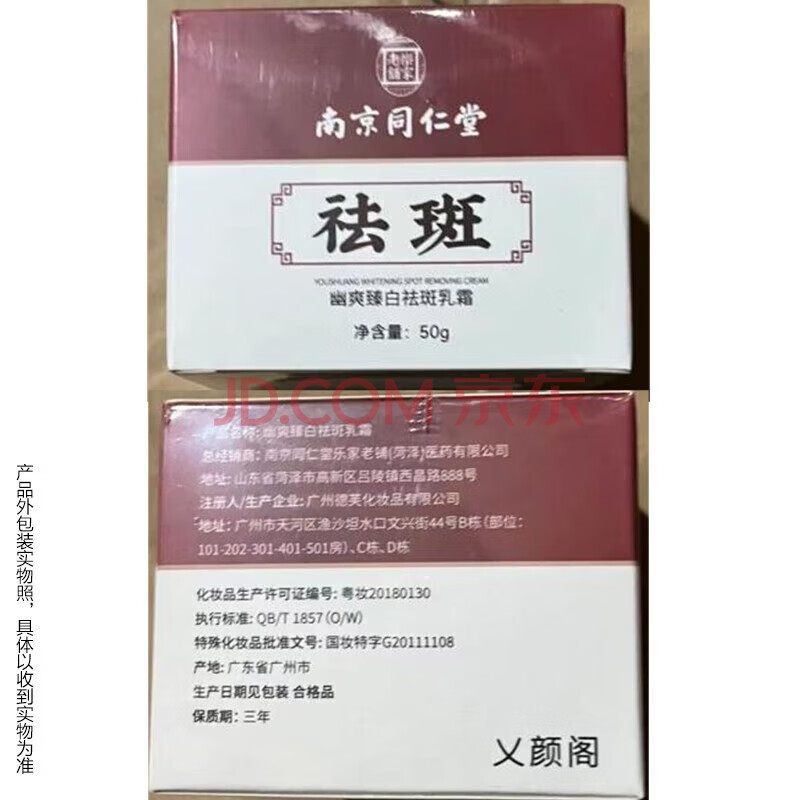 老樂
舖家
南京同仁堂
祛斑
YOUSHUANG WHITENING SPOT REMOVING CREAM
幽爽臻白祛斑乳霜
净含量：50g
JD.COM 京东
产品名称: 幽爽臻白祛斑乳霜
总经销商：南京同仁堂乐家老铺(菏泽)医药有限公司
地址: 山东省菏泽市高新区吕陵镇西昌路888号
注册人/生产企业: 广州德芙化妆品有限公司
地址: 广州市天河区渔沙坦水口文兴街44号B栋(部位:
101-202-301-401-501房)、C栋、D栋
化妆品生产许可证编号: 粤妆20180130
执行标准: QB/T 1857(O/W)
特殊化妆品批准文号: 国妆特字G20111108
产地: 广东省广州市
生产日期见包装 合格品
保质期: 三年
乂颜阁
产品外包装实物照，具体以收到实物为准